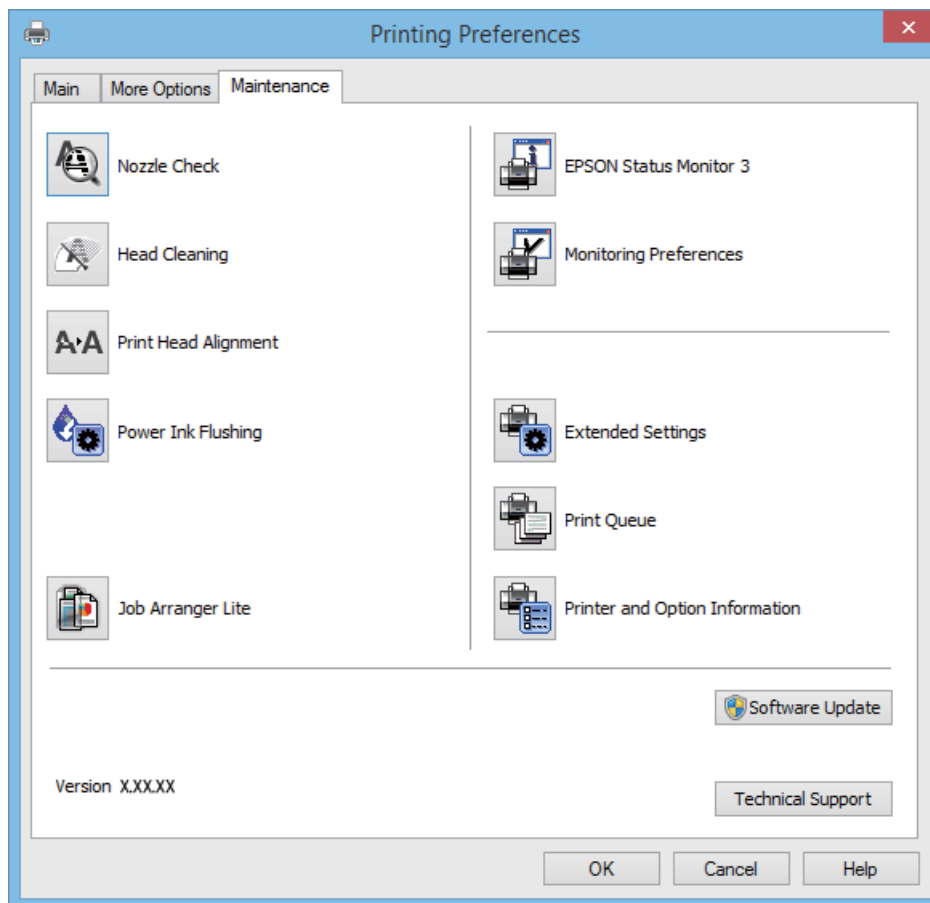 Printing Preferences
Main
More Options
Maintenance
Nozzle Check
Head Cleaning
Print Head Alignment
Power Ink Flushing
Job Arranger Lite
EPSON Status Monitor 3
Monitoring Preferences
Extended Settings
Print Queue
Printer and Option Information
Software Update
Version X.XX.XX
Technical Support
OK
Cancel
Help